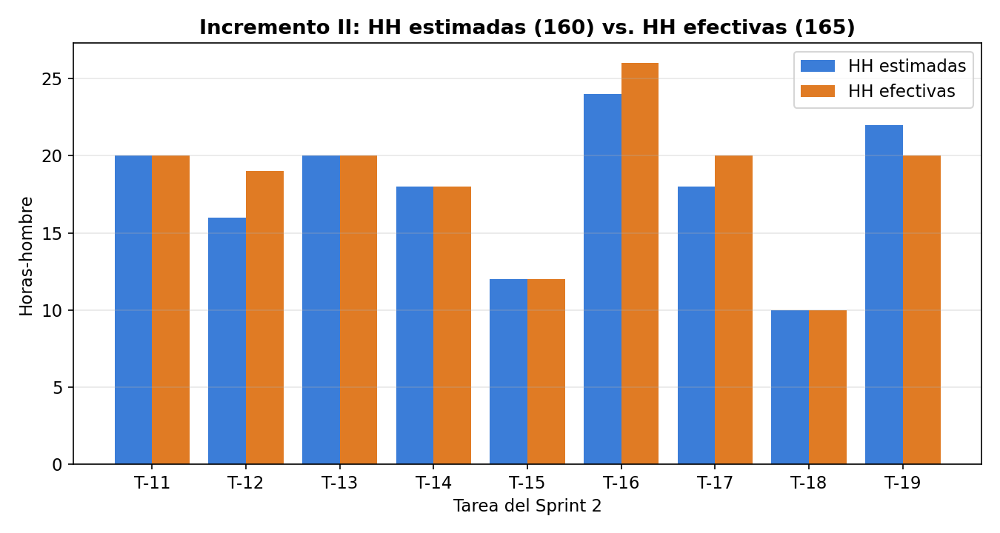 Incremento II: HH estimadas (160) vs. HH efectivas (165)
HH estimadas
HH efectivas
Horas-hombre
25
20
15
10
5
0
T-11 T-12 T-13 T-14 T-15 T-16 T-17 T-18 T-19
Tarea del Sprint 2